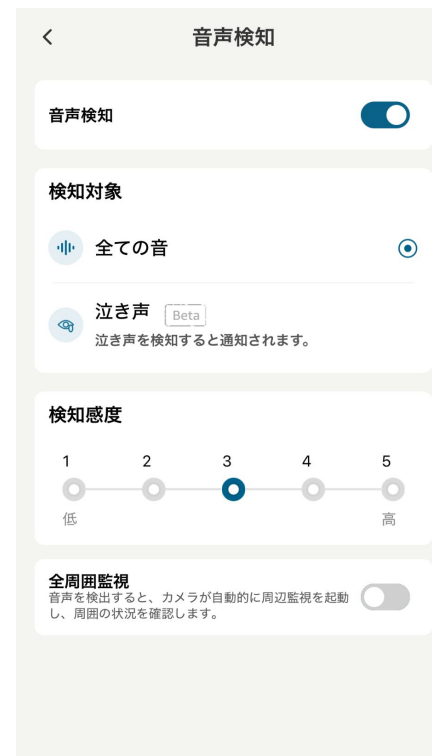 音声検知
音声検知
検知対象
全ての音
泣き声 Beta
泣き声を検知すると通知されます。
検知感度
1 2 3 4 5
低 高
全周囲監視
音声を検出すると、カメラが自動的に周辺監視を起動
し、周囲の状況を確認します。